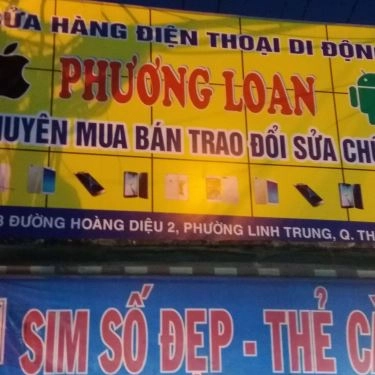 ỬA HÀNG ĐIỆN THOẠI DI ĐỘNG
PHƯƠNG LOAN
HUYÊN MUA BÁN TRAO ĐỔI SỬA CHỮ
ĐƯỜNG HOÀNG DIỆU 2, PHƯỜNG LINH TRUNG, Q. TH
SIM SỐ ĐẸP - THẺ CÀ